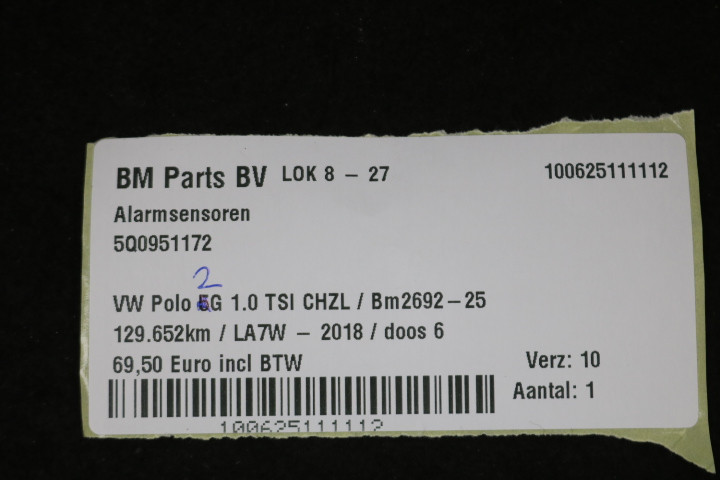 BM Parts BV LOK 8 - 27 100625111112
Alarmsensoren
5Q0951172
2
VW Polo 6G 1.0 TSI CHZL / Bm2692-25
129.652km / LA7W - 2018 / doos 6
69,50 Euro incl BTW Verz: 10
Aantal: 1
100625111112